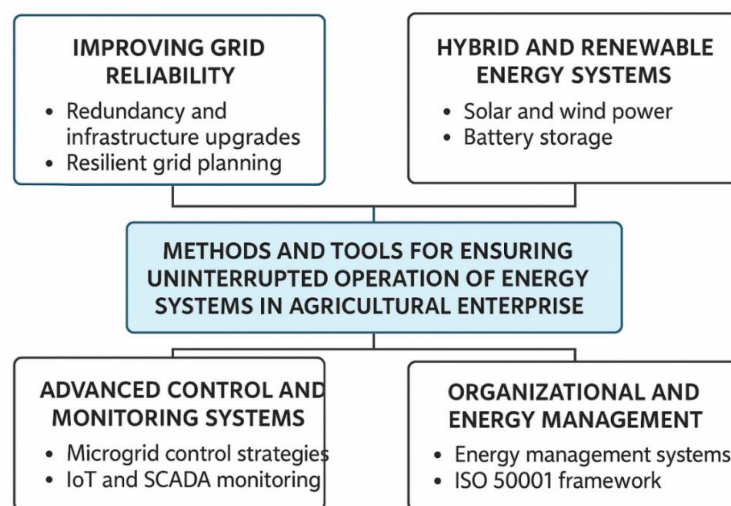 IMPROVING GRID
RELIABILITY
• Redundancy and
infrastructure upgrades
• Resilient grid planning
HYBRID AND RENEWABLE
ENERGY SYSTEMS
• Solar and wind power
• Battery storage
METHODS AND TOOLS FOR ENSURING
UNINTERRUPTED OPERATION OF ENERGY
SYSTEMS IN AGRICULTURAL ENTERPRISE
ADVANCED CONTROL AND
MONITORING SYSTEMS
• Microgrid control strategies
• IoT and SCADA monitoring
ORGANIZATIONAL AND
ENERGY MANAGEMENT
• Energy management systems
• ISO 50001 framework